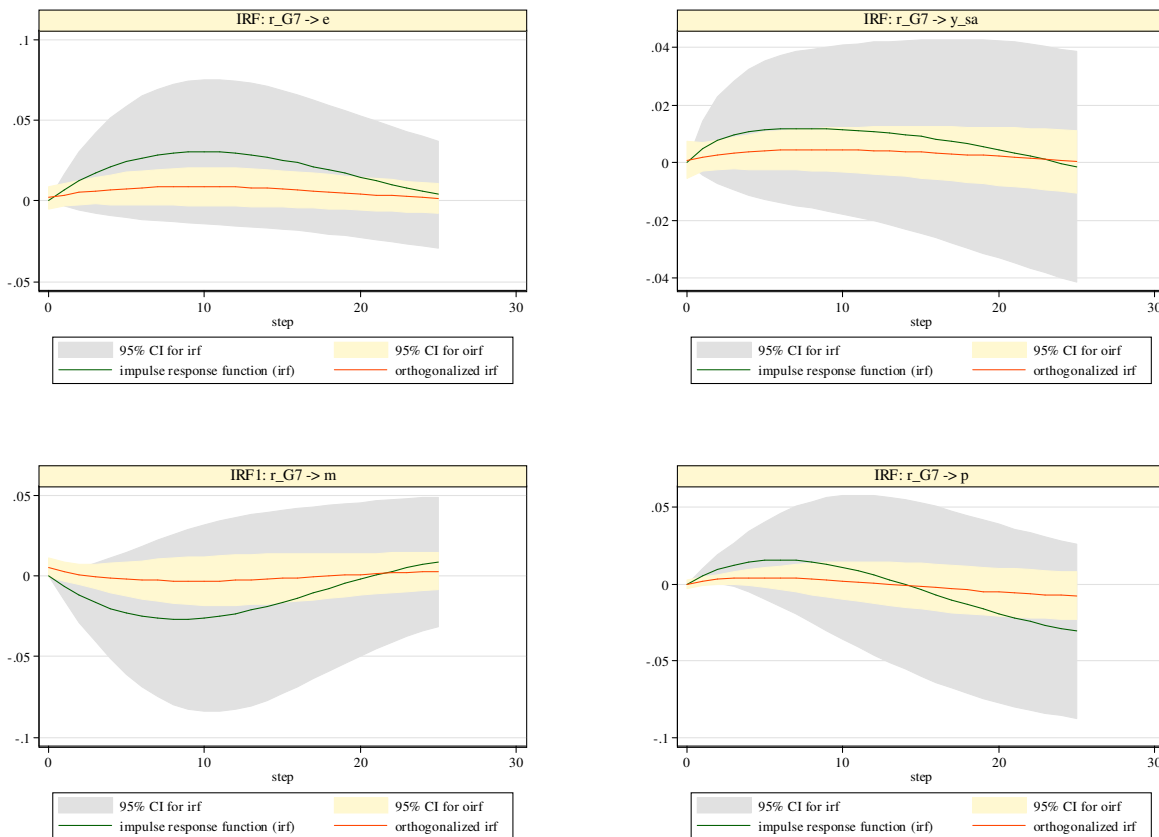 IRF: r_G7 -> e
.1
.05
0
-.05
0 10 20 30
step
95% CI for irf 95% CI for oirf
impulse response function (irf) orthogonalized irf
IRF: r_G7 -> y_sa
.04
.02
0
-.02
-.04
0 10 20 30
step
95% CI for irf 95% CI for oirf
impulse response function (irf) orthogonalized irf
IRF1: r_G7 -> m
.05
0
-.05
-.1
0 10 20 30
step
95% CI for irf 95% CI for oirf
impulse response function (irf) orthogonalized irf
IRF: r_G7 -> p
.05
0
-.05
-.1
0 10 20 30
step
95% CI for irf 95% CI for oirf
impulse response function (irf) orthogonalized irf